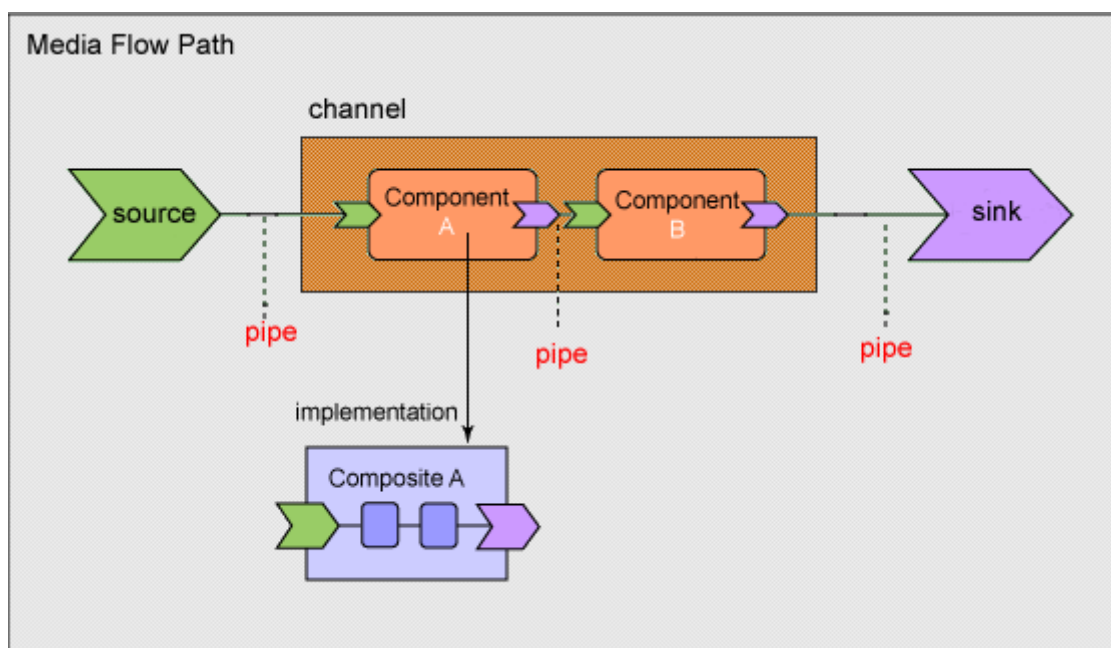 Media Flow Path
channel
source
Component
A
Component
B
sink
pipe
pipe
pipe
implementation
Composite A